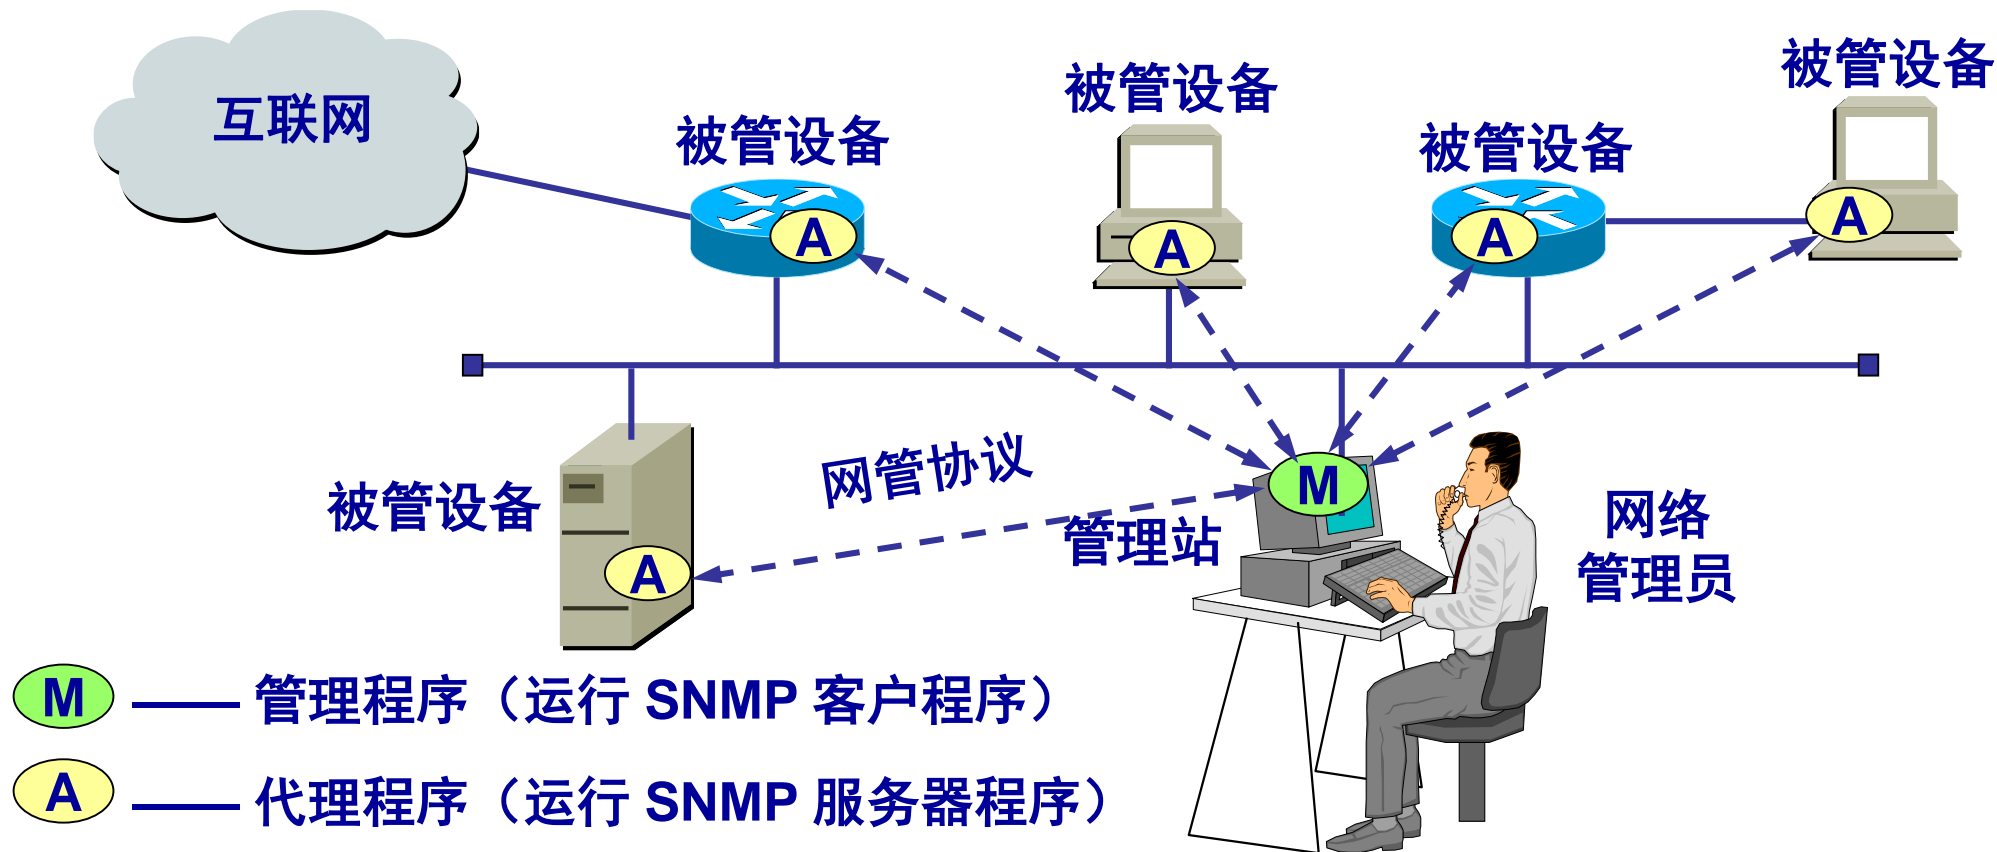 互联网
被管设备
被管设备
被管设备
被管设备
A
A
A
A
网管协议
被管设备
A
管理站
M
网络
管理员
M —— 管理程序（运行 SNMP 客户程序）
A —— 代理程序（运行 SNMP 服务器程序）